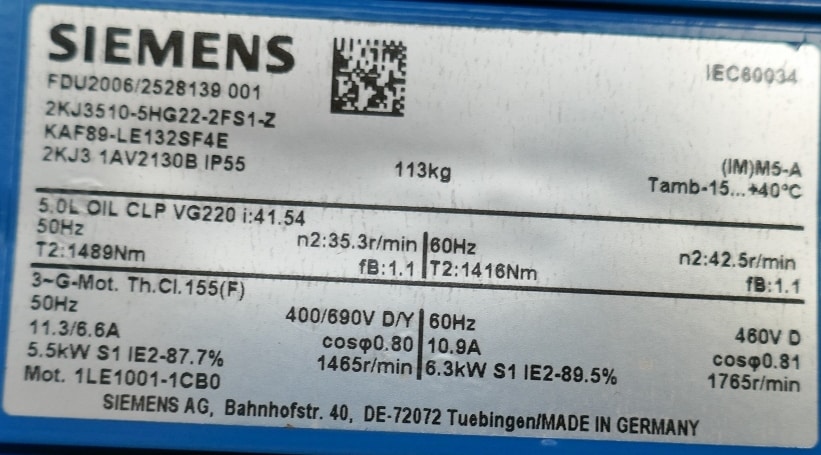 SIEMENS
IEC60034
FDU2006/2528139 001
2KJ3510-5HG22-2FS1-Z
KAF89-LE132SF4E
2KJ3 1AV2130B IP55
113kg
(IM)M5-A
Tamb-15...+40°C
5.0L OIL CLP VG220 i:41.54
50Hz n2:35.3r/min 60Hz n2:42.5r/min
T2:1489Nm fB:1.1 T2:1416Nm fB:1.1
3~G-Mot. Th.Cl.155(F)
50Hz 400/690V D/Y 60Hz 460V D
11.3/6.6A cosφ0.80 10.9A cosφ0.81
5.5kW S1 IE2-87.7% 1465r/min 6.3kW S1 IE2-89.5% 1765r/min
Mot. 1LE1001-1CB0
SIEMENS AG, Bahnhofstr. 40, DE-72072 Tuebingen/MADE IN GERMANY